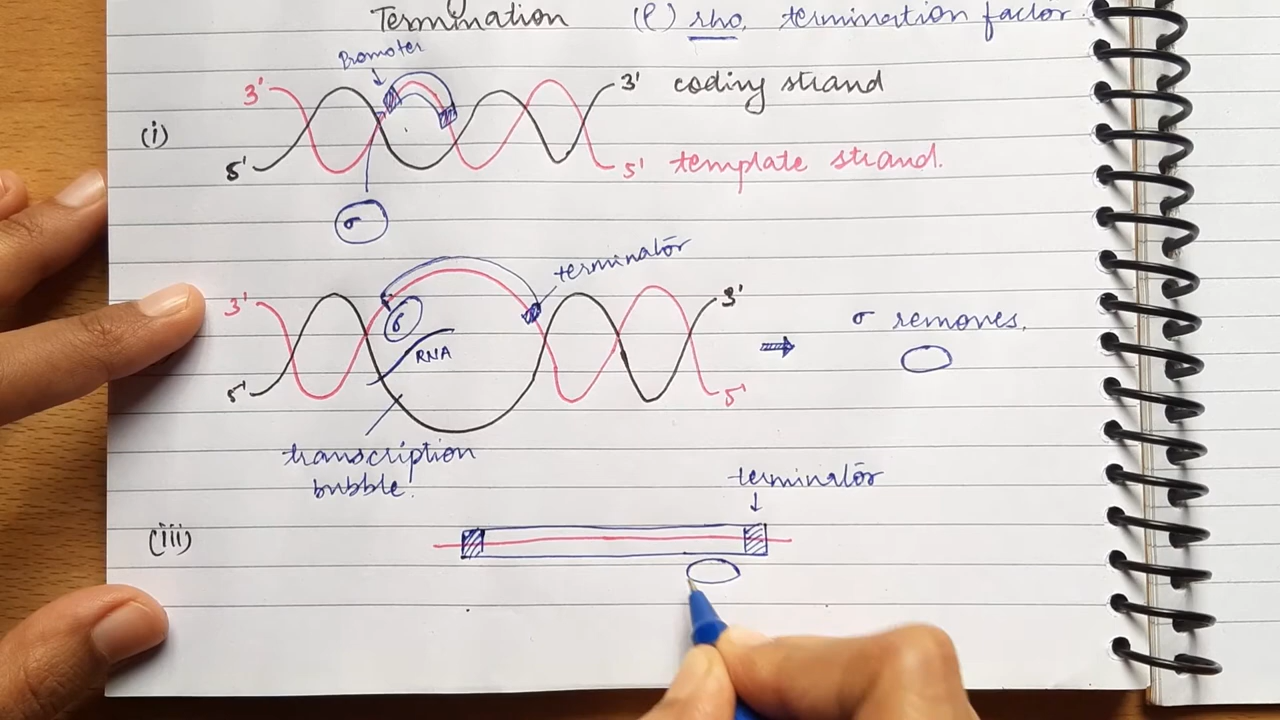 Termination (ρ) rho, termination factor.
Promoter
3' 3' coding strand
(i)
5' 5' template strand.
σ
terminator
3' 3'
σ removes.
σ
RNA
5' 5'
transcription
bubble!
terminator
(iii)